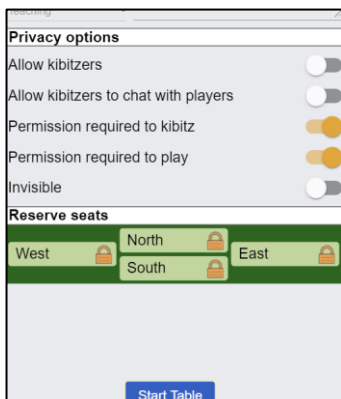 Teaching
Privacy options
Allow kibitzers
Allow kibitzers to chat with players
Permission required to kibitz
Permission required to play
Invisible
Reserve seats
West
North
South
East
Start Table